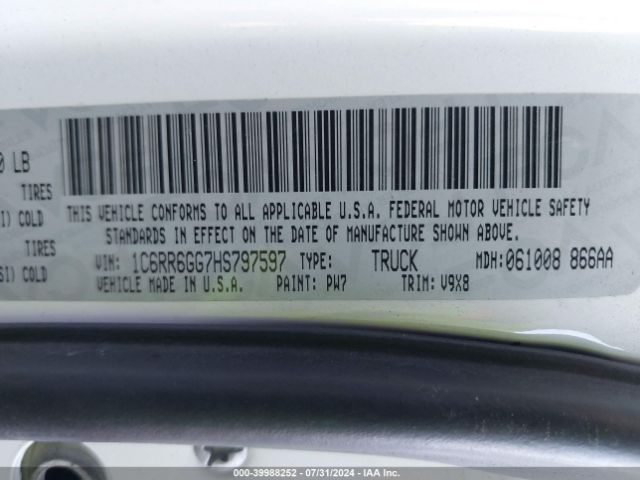 0 LB
TIRES
I) COLD
TIRES
SI) COLD
THIS VEHICLE CONFORMS TO ALL APPLICABLE U.S.A. FEDERAL MOTOR VEHICLE SAFETY
STANDARDS IN EFFECT ON THE DATE OF MANUFACTURE SHOWN ABOVE.
VIN: 1C6RR6GG7HS797597 TYPE: TRUCK MDH:061008 866AA
VEHICLE MADE IN U.S.A. PAINT: PW7 TRIM: V9X8
000-39988252 | 07/31/2024 - IAA Inc.